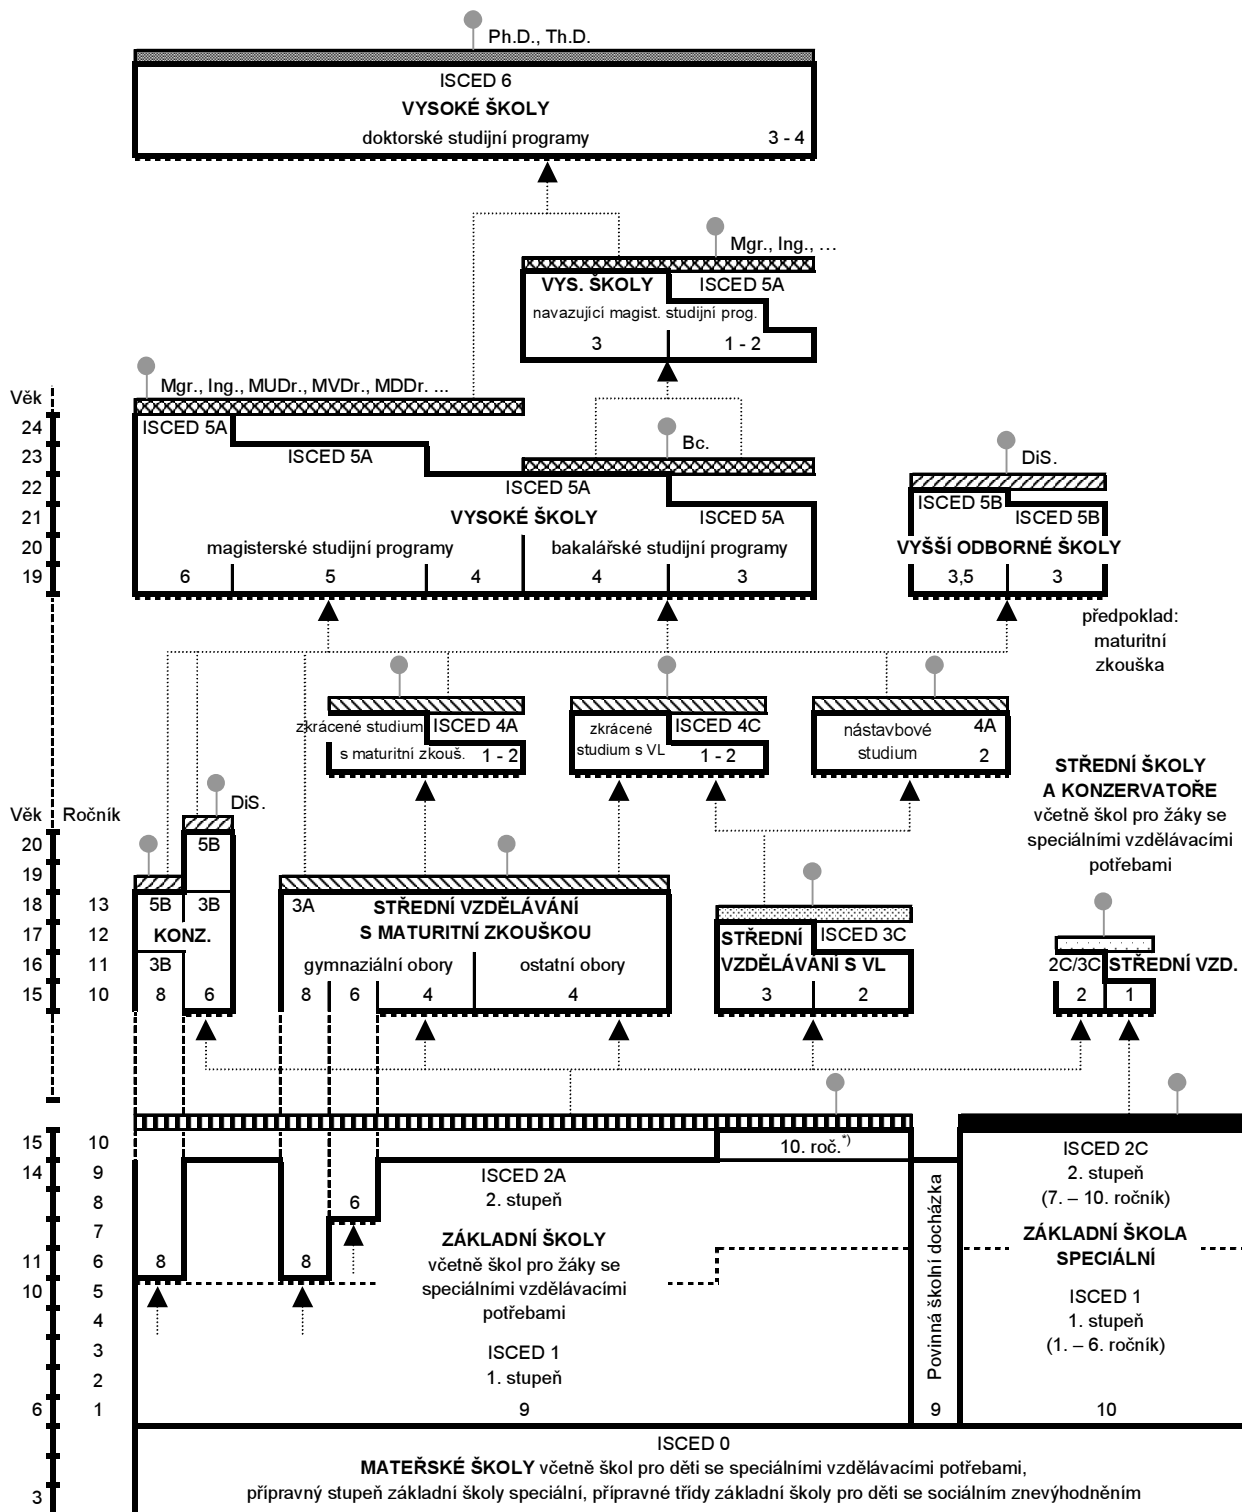 Ph.D., Th.D.
ISCED 6
VYSOKÉ ŠKOLY
doktorské studijní programy 3 - 4
Mgr., Ing., …
VYS. ŠKOLY ISCED 5A
navazující magist. studijní prog.
3 1 - 2
Mgr., Ing., MUDr., MVDr., MDDr. ...
Věk
24 ISCED 5A
Bc.
23 ISCED 5A
DiS.
22 ISCED 5A ISCED 5B
21 VYSOKÉ ŠKOLY ISCED 5A ISCED 5B
20 magisterské studijní programy bakalářské studijní programy VYŠŠÍ ODBORNÉ ŠKOLY
19 6 5 4 4 3 3,5 3
předpoklad:
maturitní
zkouška
zkrácené studium ISCED 4A
s maturitní zkouš. 1 - 2
zkrácené ISCED 4C
studium s VL 1 - 2
nástavbové 4A
studium 2
STŘEDNÍ ŠKOLY
A KONZERVATOŘE
včetně škol pro žáky se
speciálními vzdělávacími
potřebami
DiS.
Věk Ročník
20 5B
19
18 13 5B 3B 3A STŘEDNÍ VZDĚLÁVÁNÍ
17 12 KONZ. S MATURITNÍ ZKOUŠKOU STŘEDNÍ ISCED 3C
16 11 3B gymnaziální obory ostatní obory VZDĚLÁVÁNÍ S VL 2C/3C STŘEDNÍ VZD.
15 10 8 6 8 6 4 4 3 2 2 1
15 10 10. roč.*) ISCED 2C
14 9 ISCED 2A 2. stupeň
8 6 2. stupeň (7. – 10. ročník)
7 ZÁKLADNÍ ŠKOLY ZÁKLADNÍ ŠKOLA
11 6 8 8 včetně škol pro žáky se SPECIÁLNÍ
10 5 speciálními vzdělávacími ISCED 1
4 potřebami 1. stupeň
3 ISCED 1 (1. – 6. ročník)
2 1. stupeň
Povinná školní docházka
6 1 9 9 10
ISCED 0
MATEŘSKÉ ŠKOLY včetně škol pro děti se speciálními vzdělávacími potřebami,
3 přípravný stupeň základní školy speciální, přípravné třídy základní školy pro děti se sociálním znevýhodněním